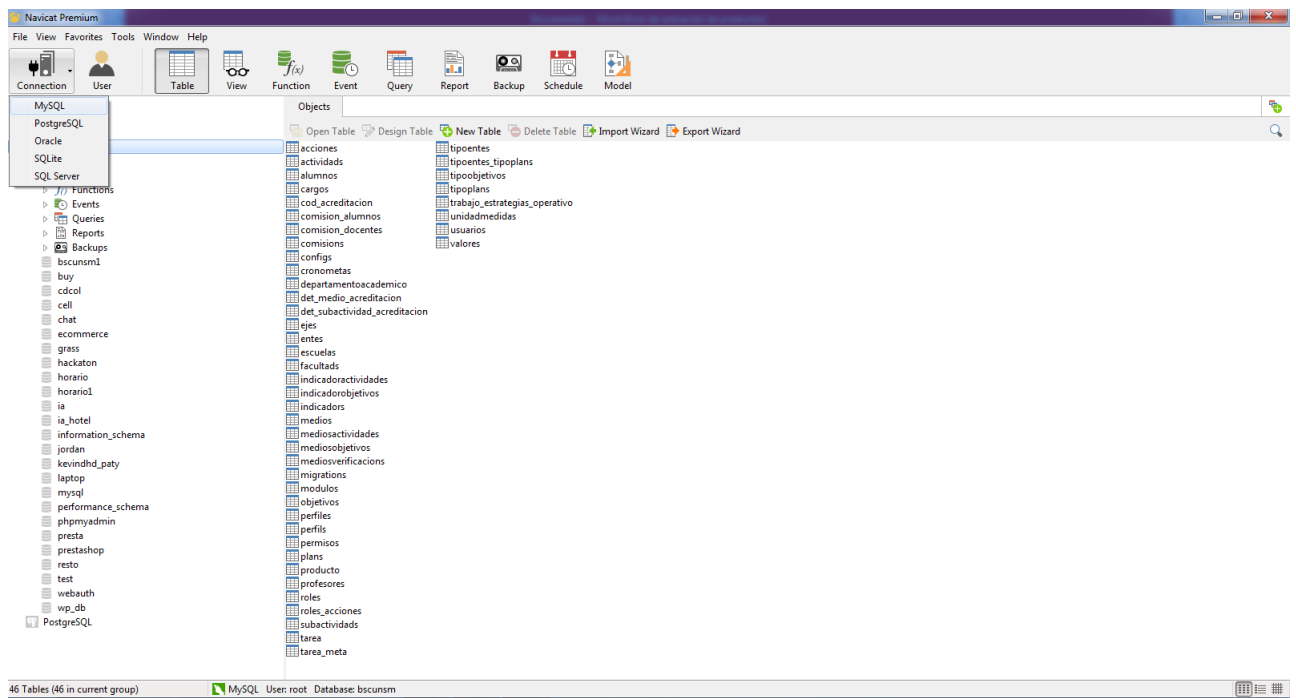 Navicat Premium
File View Favorites Tools Window Help
Connection User Table View Function Event Query Report Backup Schedule Model
MySQL
PostgreSQL
Oracle
SQLite
SQL Server
Functions
Events
Queries
Reports
Backups
bscunsm1
buy
cdcol
cell
chat
ecommerce
grass
hackaton
horario
horario1
ia
ia_hotel
information_schema
jordan
kevindhd_paty
laptop
mysql
performance_schema
phpmyadmin
presta
prestashop
resto
test
webauth
wp_db
PostgreSQL
Objects
Open Table Design Table New Table Delete Table Import Wizard Export Wizard
acciones
actividads
alumnos
cargos
cod_acreditacion
comision_alumnos
comision_docentes
comisions
configs
cronometas
departamentoacademico
det_medio_acreditacion
det_subactividad_acreditacion
ejes
entes
escuelas
facultads
indicadoractividades
indicadorobjetivos
indicadors
medios
mediosactividades
mediosobjetivos
mediosverificacions
migrations
modulos
objetivos
perfiles
perfils
permisos
plans
producto
profesores
roles
roles_acciones
subactividads
tarea
tarea_meta
tipoentes
tipoentes_tipoplans
tipoobjetivos
tipoplans
trabajo_estrategias_operativo
unidadmedidas
usuarios
valores
46 Tables (46 in current group) MySQL User: root Database: bscunsm